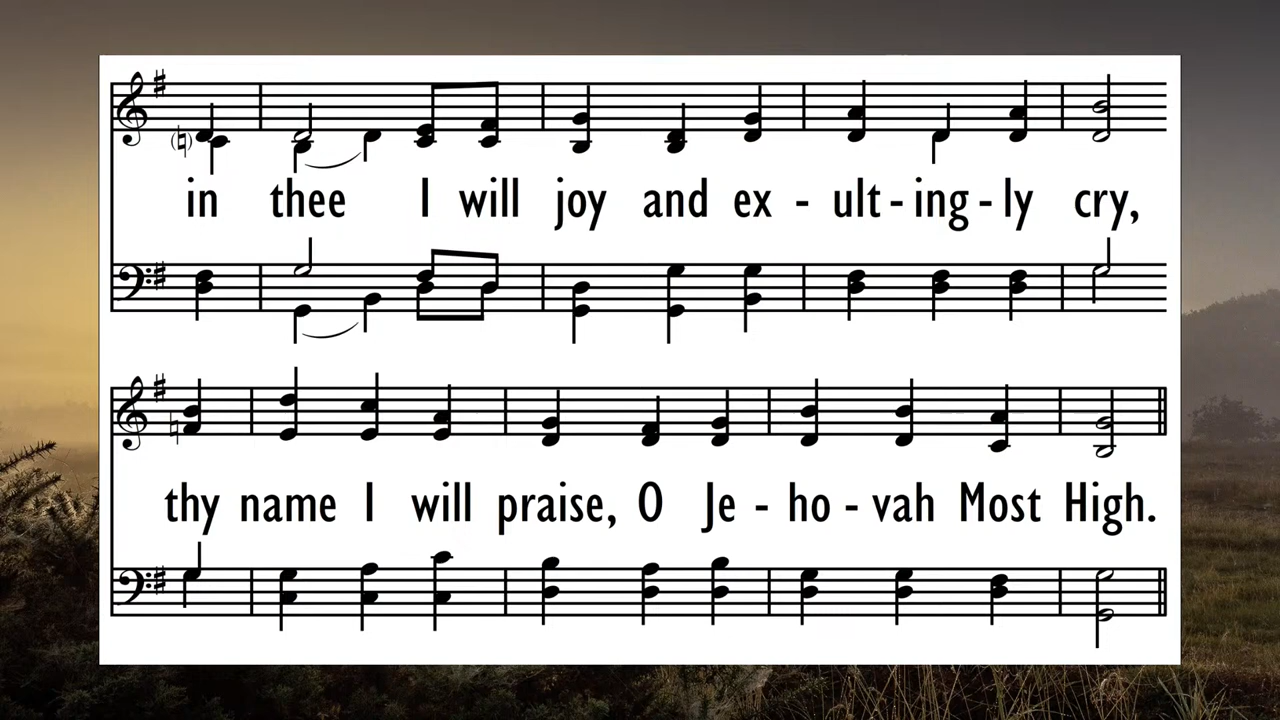 in thee I will joy and ex - ult - ing - ly cry,
thy name I will praise, O Je - ho - vah Most High.